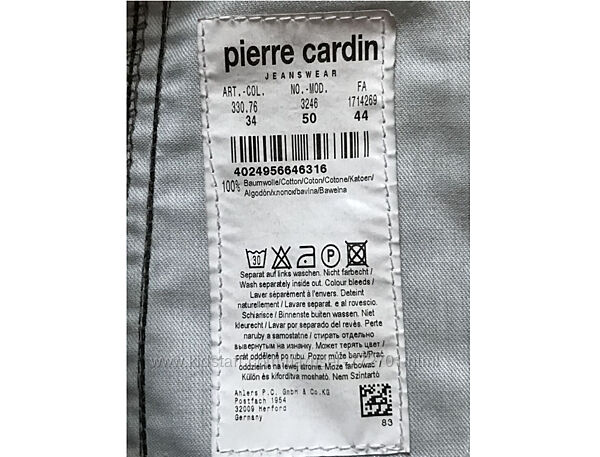 pierre cardin
JEANSWEAR
ART.-COL. NO.-MOD. FA
330.76 3246 1714269
34 50 44
4024956646316
100% Baumwolle/Cotton/Coton/Cotone/Katoen/
Algodón/хлопок/bavlna/Bawełna
30 P
Separat auf links waschen. Nicht farbecht /
Wash separately inside out. Colour bleeds /
Laver séparément à l'envers. Deteint
naturellement / Lavare separat. e al rovescio.
Schiarisce / Binnenste buiten wassen. Niet
kleurecht / Lavar por separado del revés. Perte
naruby a samostatne / стирать отдельно
вывернутым на изнанку. Может терять цвет /
prát odděleně po rubu. Pozor může barvit/Prać
oddzielnie na lewej stronie. Może farbować /
Külön és kifordítva mosható. Nem Színtartó
Ahlers P.C. GmbH & Co.KG
Postfach 1954
32009 Herford
Germany
83